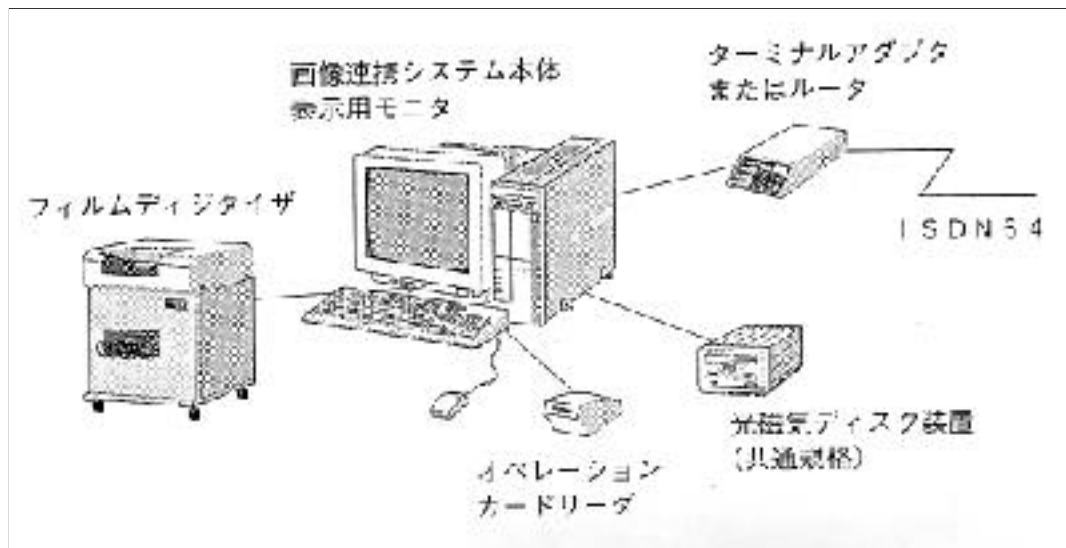 画像連携システム本体
表示用モニタ
ターミナルアダプタ
またはルータ
フィルムディジタイザ
ISDN64
光磁気ディスク装置
(共通規格)
オペレーション
カードリーダ